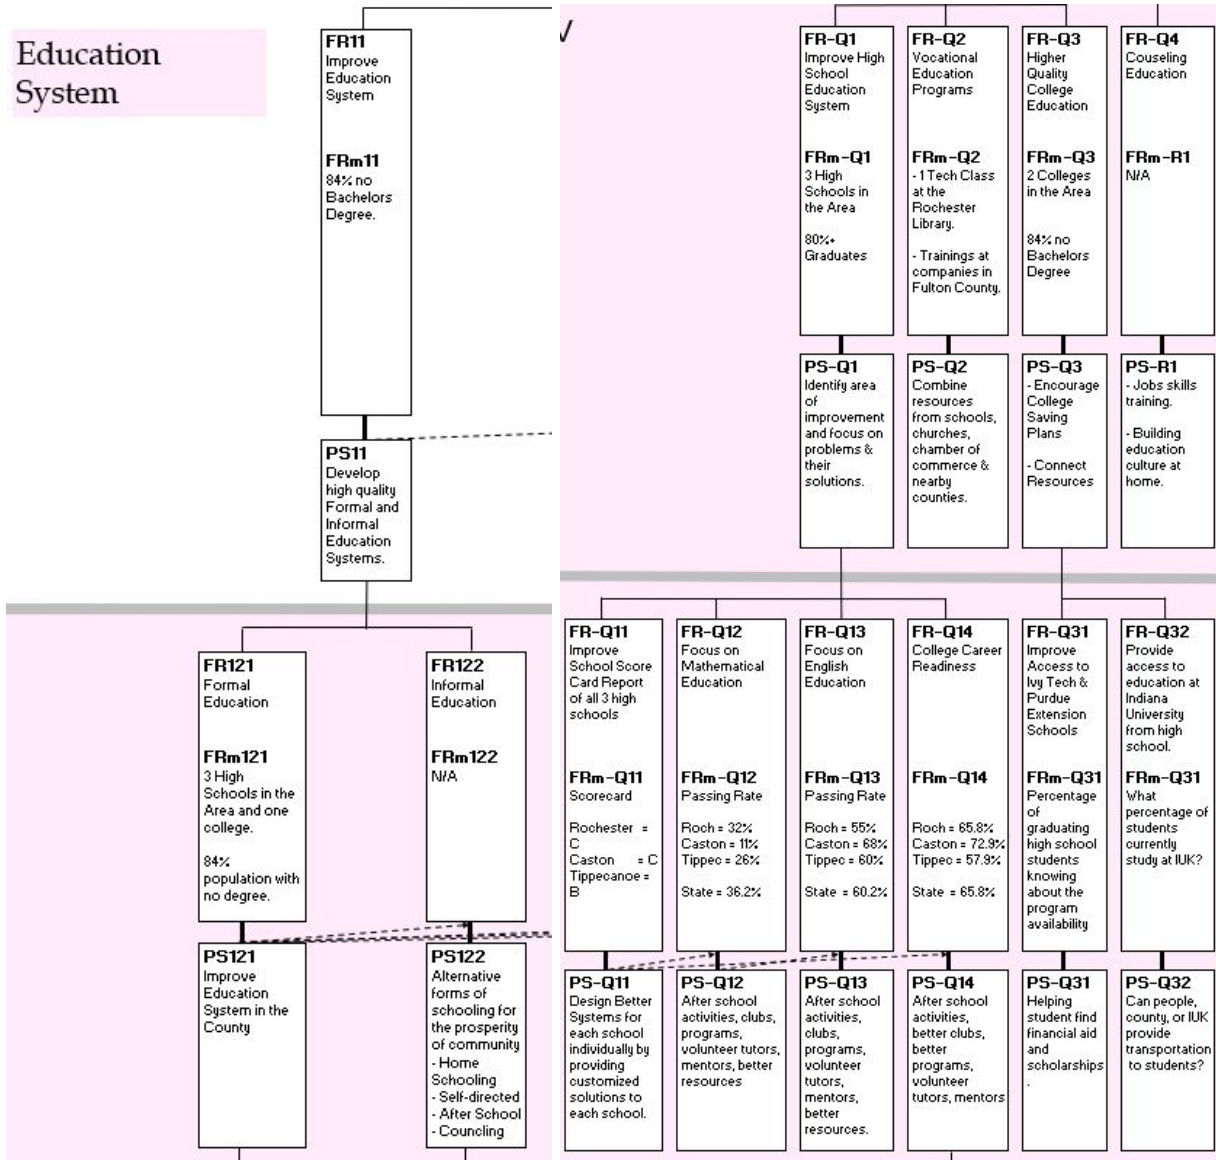 Education
System
FR11
Improve
Education
System
FRm11
84% no
Bachelors
Degree.
PS11
Develop
high quality
Formal and
Informal
Education
Systems.
FR121
Formal
Education
FRm121
3 High
Schools in the
Area and one
college.
84%
population with
no degree.
PS121
Improve
Education
System in the
County
FR122
Informal
Education
FRm122
N/A
PS122
Alternative
forms of
schooling for
the prosperity
of community
- Home
Schooling
- Self-directed
- After School
- Councling
FR-Q1
Improve High
School
Education
System
FRm-Q1
3 High
Schools in
the Area
80%+
Graduates
PS-Q1
Identify area
of
improvement
and focus on
problems &
their
solutions.
FR-Q2
Vocational
Education
Programs
FRm-Q2
- 1 Tech Class
at the
Rochester
Library.
- Trainings at
companies in
Fulton County.
PS-Q2
Combine
resources
from schools,
churches,
chamber of
commerce &
nearby
counties.
FR-Q3
Higher
Quality
College
Education
FRm-Q3
2 Colleges
in the Area
84% no
Bachelors
Degree
PS-Q3
- Encourage
College
Saving
Plans
- Connect
Resources
FR-Q4
Couseling
Education
FRm-R1
N/A
PS-R1
- Jobs skills
training.
- Building
education
culture at
home.
FR-Q11
Improve
School Score
Card Report
of all 3 high
schools
FRm-Q11
Scorecard
Rochester =
C
Caston = C
Tippecanoe =
B
PS-Q11
Design Better
Systems for
each school
individually by
providing
customized
solutions to
each school.
FR-Q12
Focus on
Mathematical
Education
FRm-Q12
Passing Rate
Roch = 32%
Caston = 11%
Tippec = 26%
State = 36.2%
PS-Q12
After school
activities, clubs,
programs,
volunteer tutors,
mentors, better
resources
FR-Q13
Focus on
English
Education
FRm-Q13
Passing Rate
Roch = 55%
Caston = 68%
Tippec = 60%
State = 60.2%
PS-Q13
After school
activities,
clubs,
programs,
volunteer
tutors,
mentors,
better
resources.
FR-Q14
College Career
Readiness
FRm-Q14
Roch = 65.8%
Caston = 72.9%
Tippec = 57.9%
State = 65.8%
PS-Q14
After school
activities,
better clubs,
better
programs,
volunteer
tutors, mentors
FR-Q31
Improve
Access to
Ivy Tech &
Purdue
Extension
Schools
FRm-Q31
Percentage
of
graduating
high school
students
knowing
about the
program
availability
PS-Q31
Helping
student find
financial aid
and
scholarships
.
FR-Q32
Provide
access to
education at
Indiana
University
from high
school.
FRm-Q31
What
percentage of
students
currently
study at IUK?
PS-Q32
Can people,
county, or IUK
provide
transportation
to students?